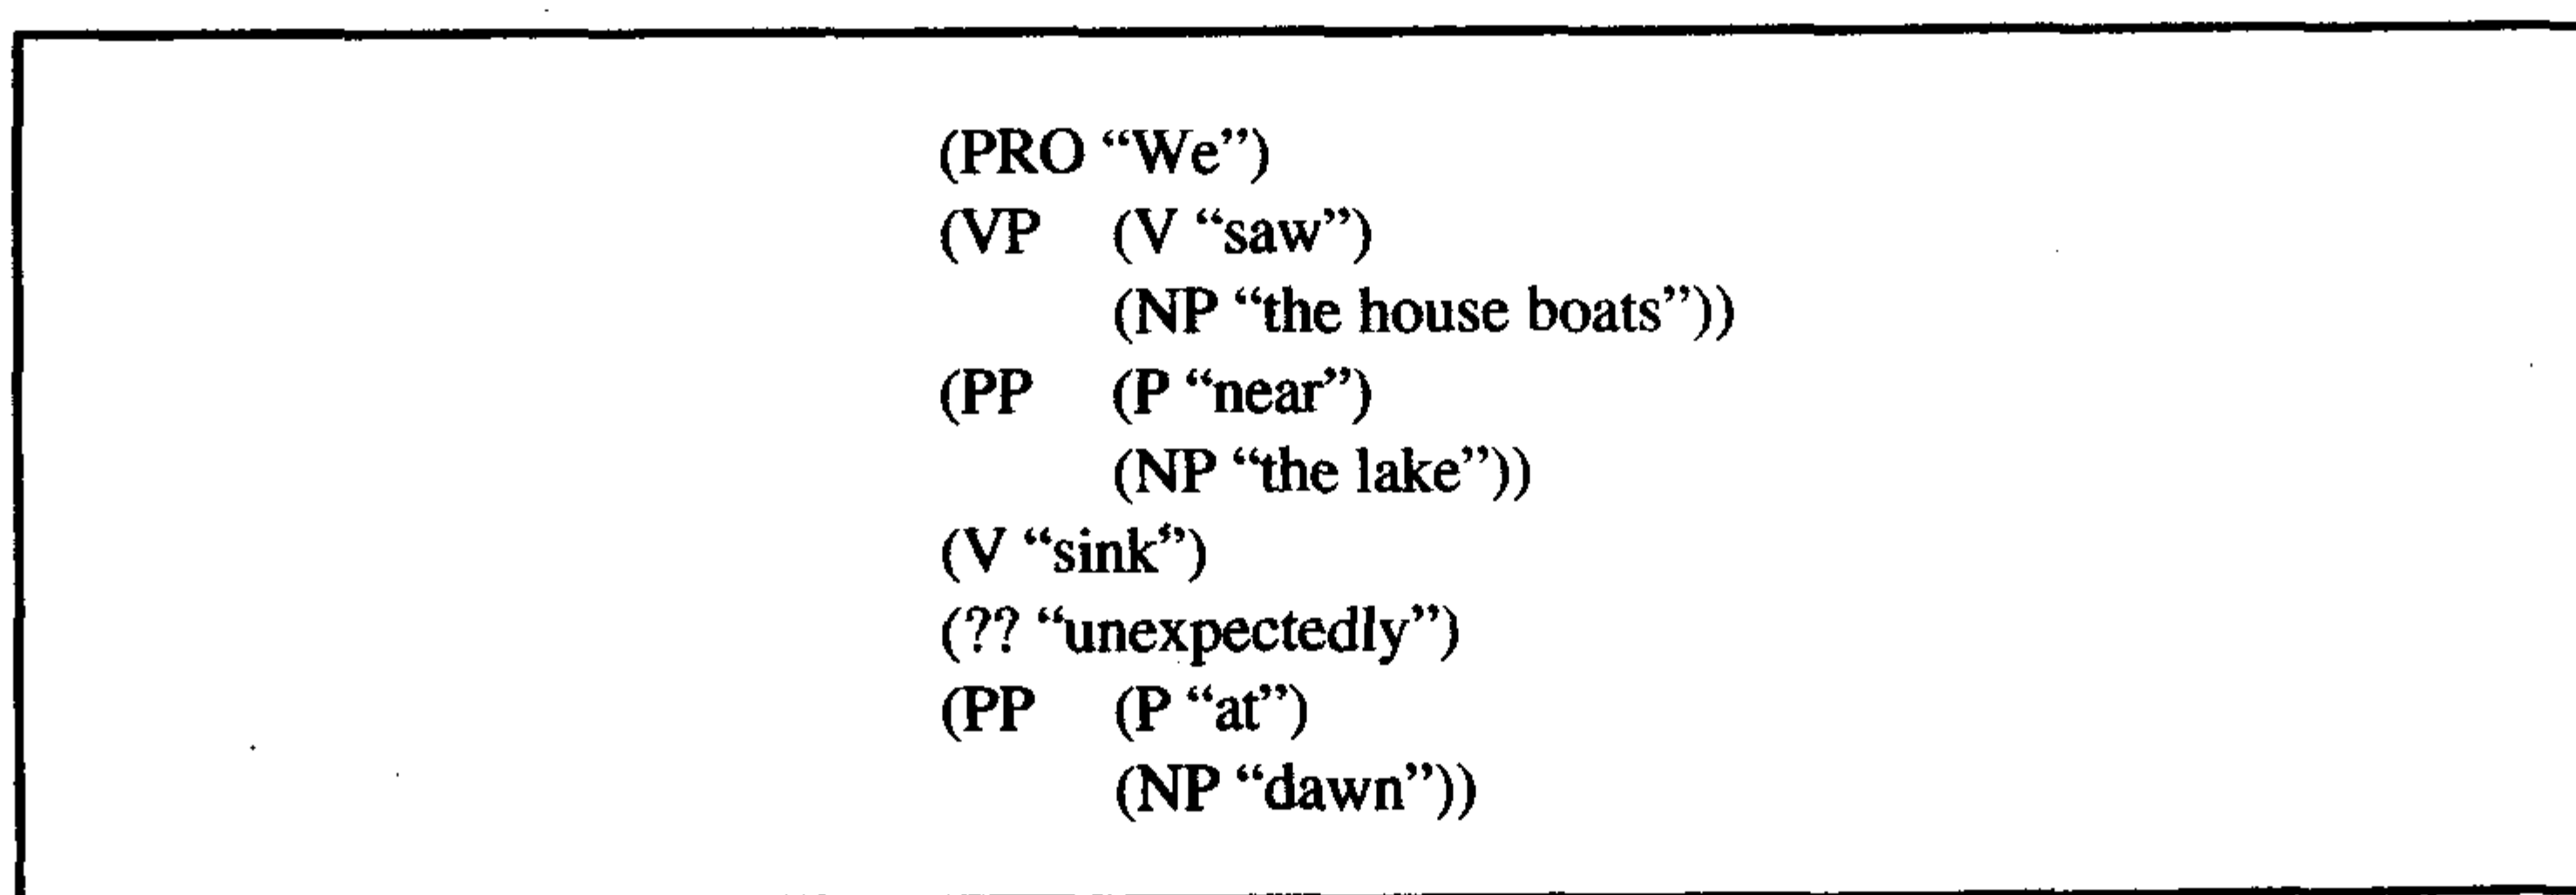 (PRO “We”)
(VP (V “saw”)
(NP “the house boats”))
(PP (P “near”)
(NP “the lake”))
(V “sink”)
(?? “unexpectedly”)
(PP (P “at”)
(NP “dawn”))